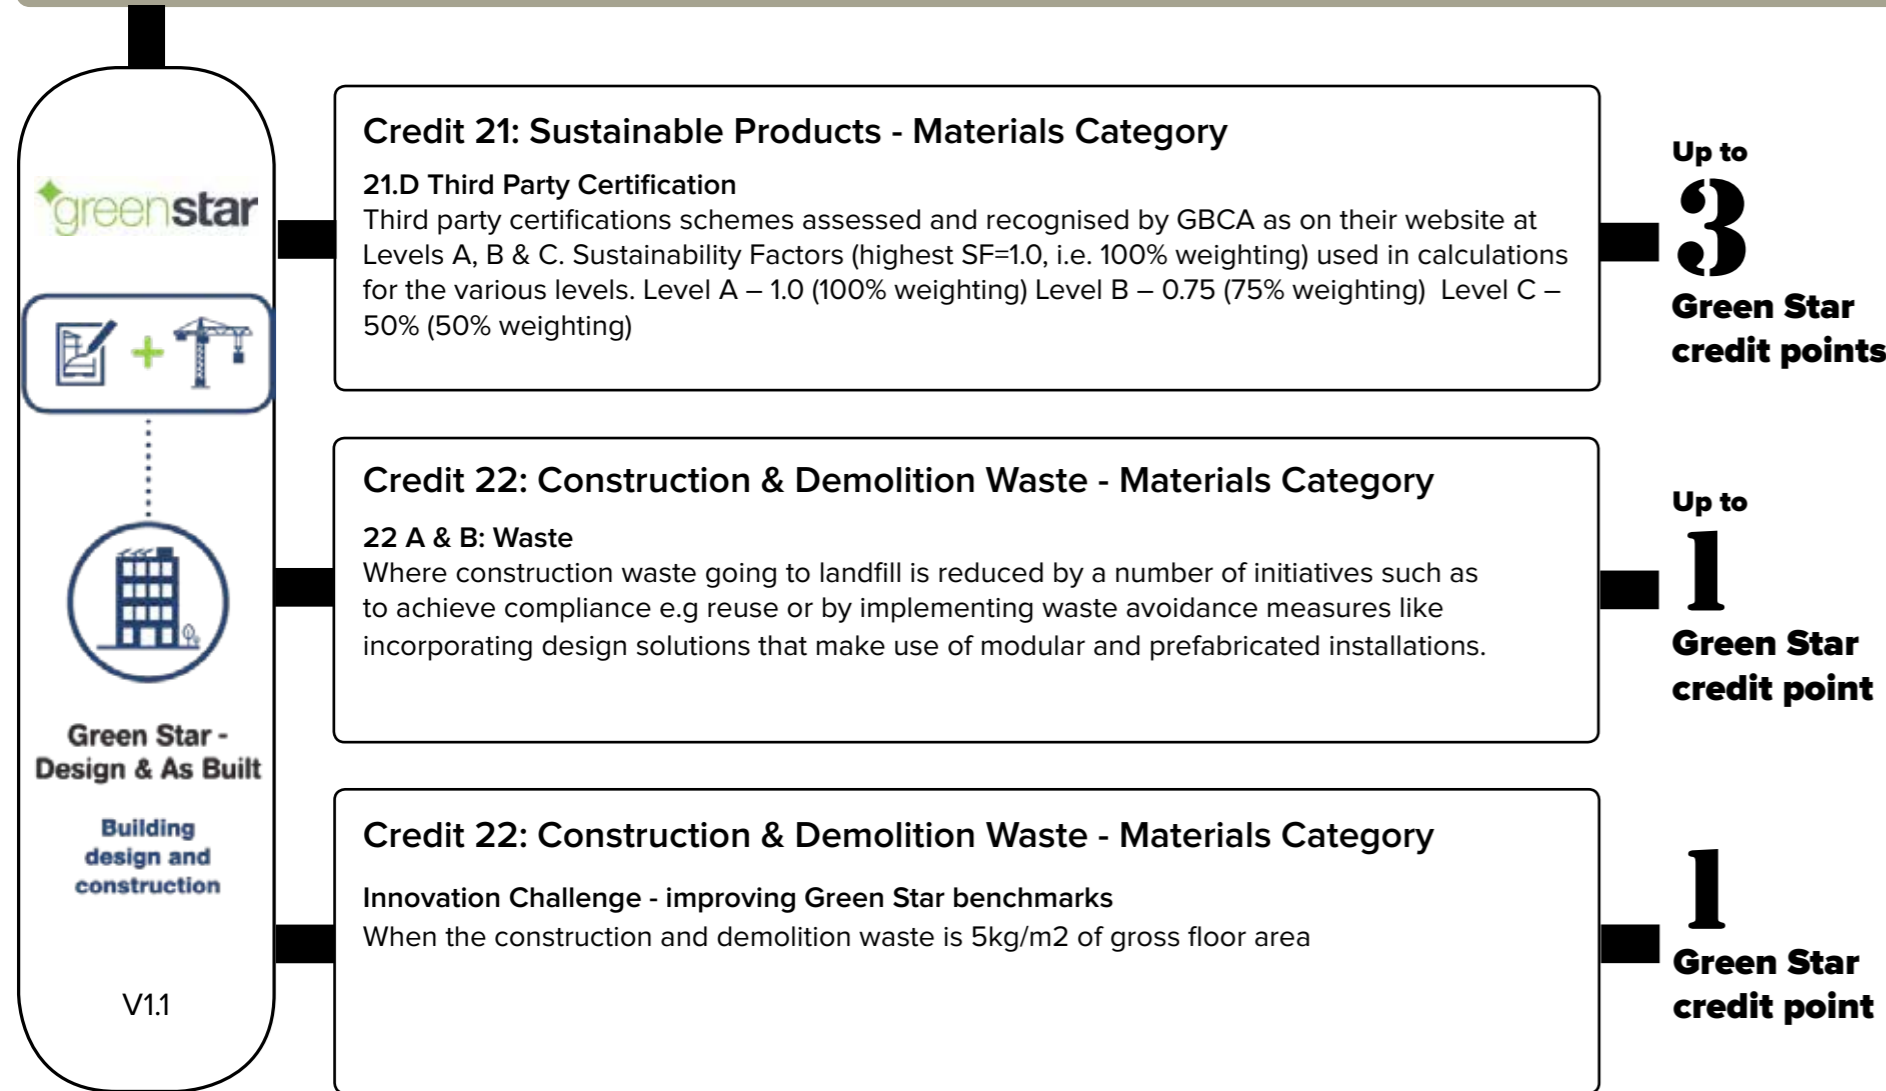 greenstar
Green Star -
Design & As Built
Building
design and
construction
V1.1
Credit 21: Sustainable Products - Materials Category
21.D Third Party Certification
Third party certifications schemes assessed and recognised by GBCA as on their website at
Levels A, B & C. Sustainability Factors (highest SF=1.0, i.e. 100% weighting) used in calculations
for the various levels. Level A – 1.0 (100% weighting) Level B – 0.75 (75% weighting)  Level C –
50% (50% weighting)
Up to
3
Green Star
credit points
Credit 22: Construction & Demolition Waste - Materials Category
22 A & B: Waste
Where construction waste going to landfill is reduced by a number of initiatives such as
to achieve compliance e.g reuse or by implementing waste avoidance measures like
incorporating design solutions that make use of modular and prefabricated installations.
Up to
1
Green Star
credit point
Credit 22: Construction & Demolition Waste - Materials Category
Innovation Challenge - improving Green Star benchmarks
When the construction and demolition waste is 5kg/m2 of gross floor area
1
Green Star
credit point